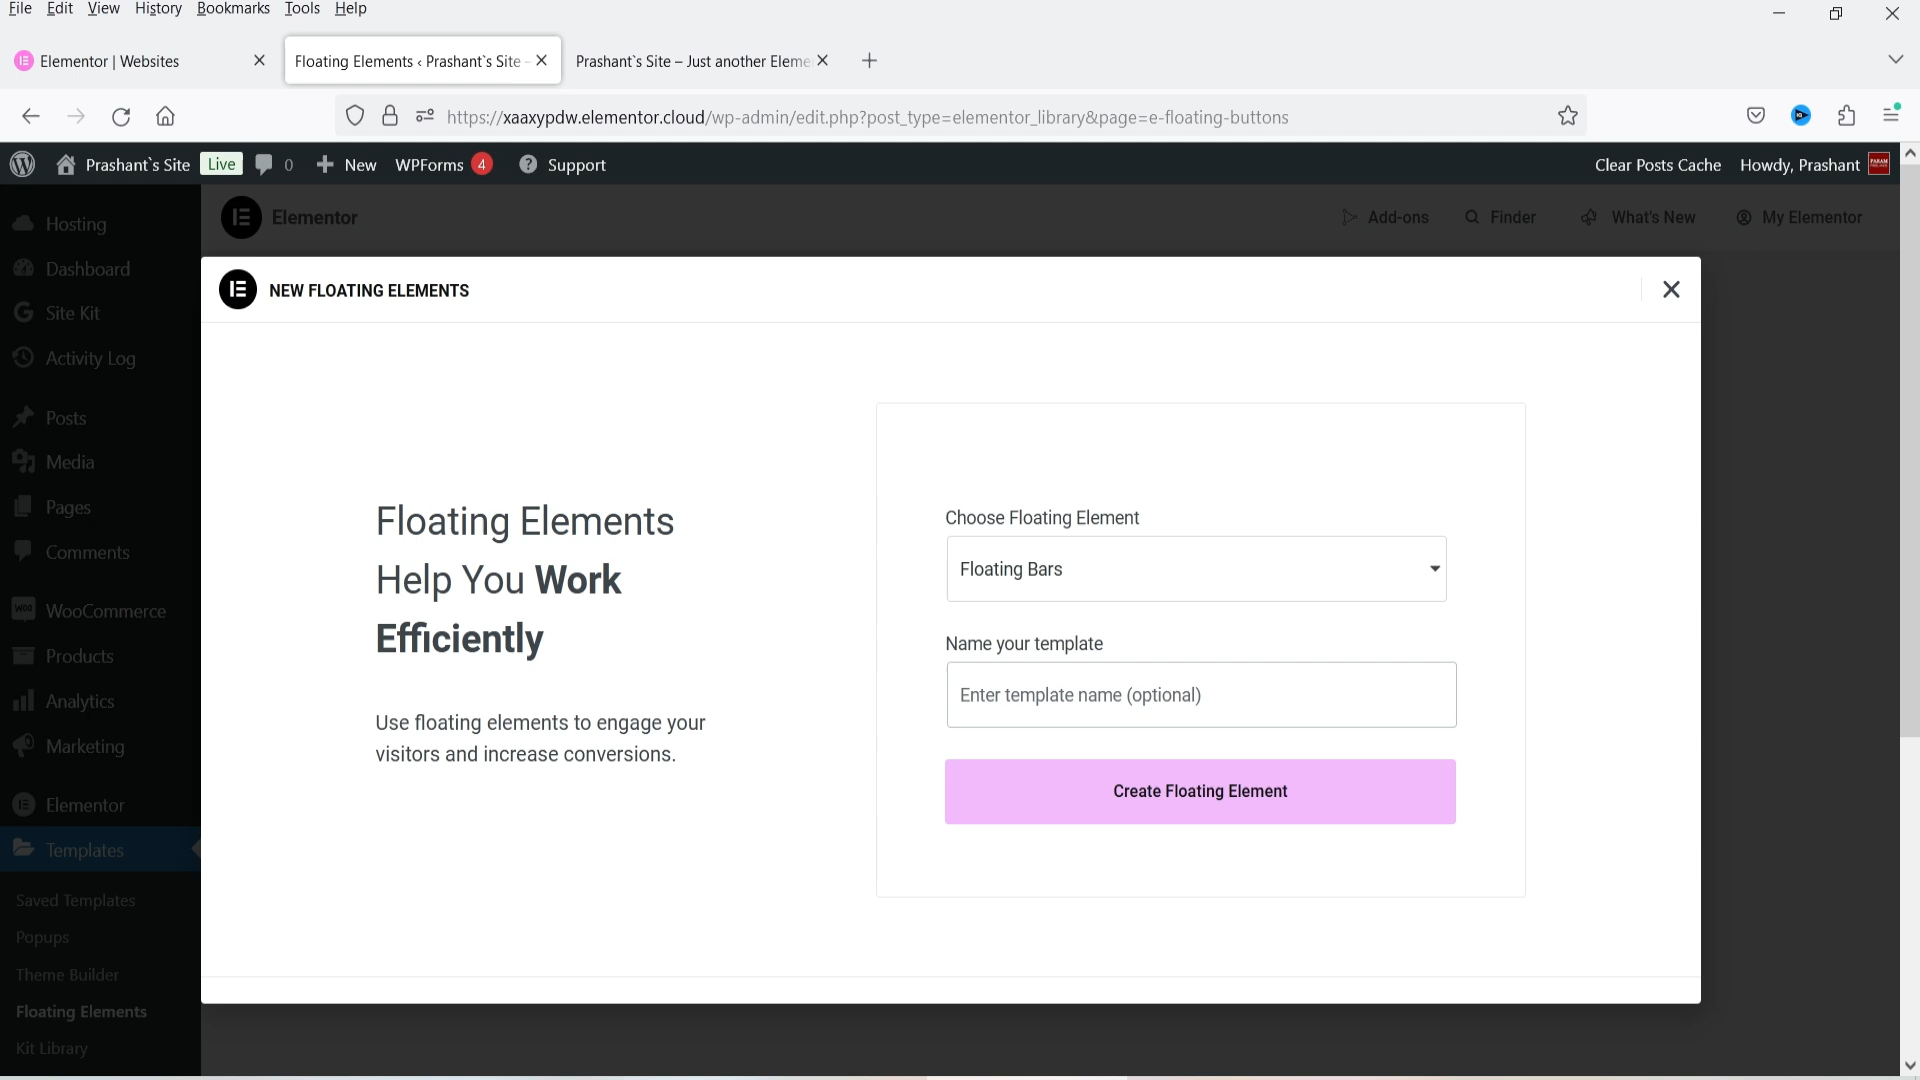 File Edit View History Bookmarks Tools Help
Elementor | Websites
Floating Elements ‹ Prashant`s Site –
Prashant`s Site – Just another Eleme
https://xaaxypdw.elementor.cloud/wp-admin/edit.php?post_type=elementor_library&page=e-floating-buttons
Prashant`s Site Live 0 New WPForms 4 Support Clear Posts Cache Howdy, Prashant
Elementor Add-ons Finder What's New My Elementor
Hosting
Dashboard
Site Kit
Activity Log
Posts
Media
Pages
Comments
WooCommerce
Products
Analytics
Marketing
Elementor
Templates
Saved Templates
Popups
Theme Builder
Floating Elements
Kit Library
NEW FLOATING ELEMENTS
Floating Elements
Help You Work
Efficiently
Use floating elements to engage your
visitors and increase conversions.
Choose Floating Element
Floating Bars
Name your template
Enter template name (optional)
Create Floating Element